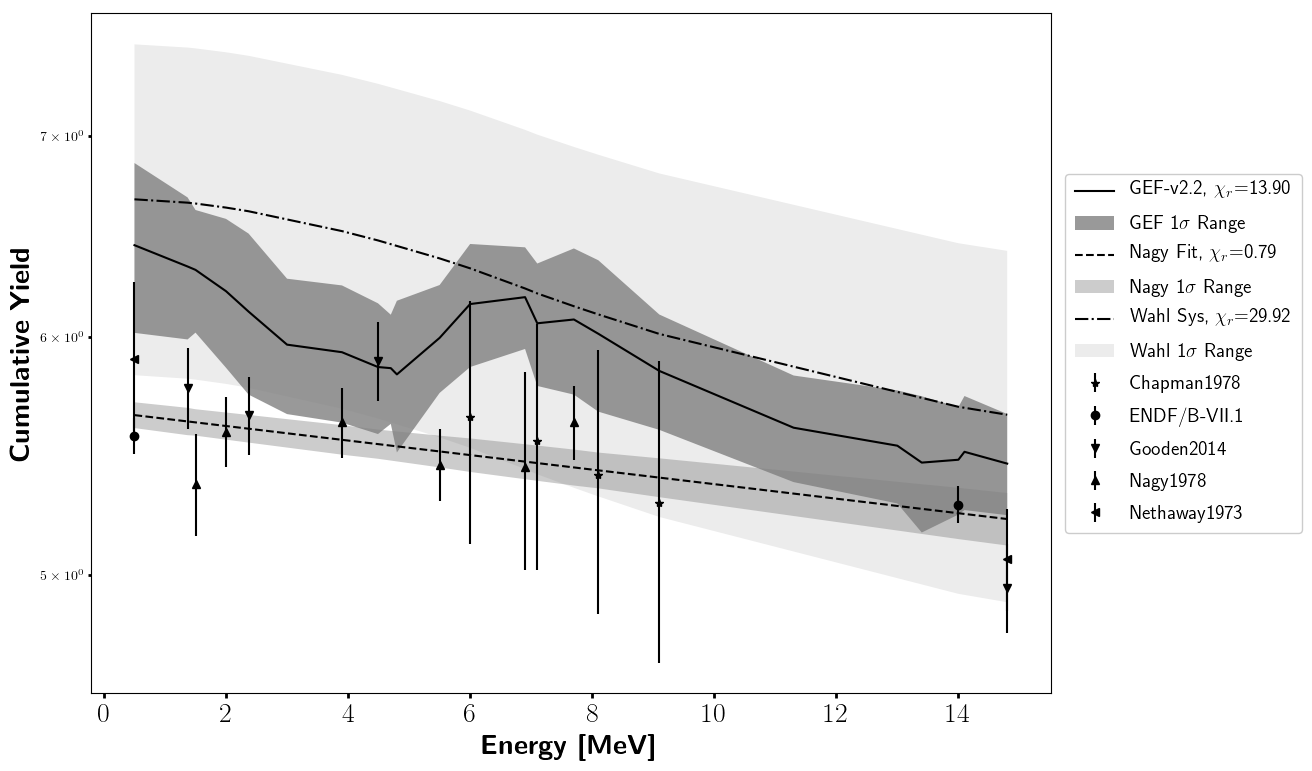 Cumulative Yield
7 × 10⁰
6 × 10⁰
5 × 10⁰
0 2 4 6 8 10 12 14
Energy [MeV]
GEF-v2.2, χᵣ=13.90
GEF 1σ Range
Nagy Fit, χᵣ=0.79
Nagy 1σ Range
Wahl Sys, χᵣ=29.92
Wahl 1σ Range
Chapman1978
ENDF/B-VII.1
Gooden2014
Nagy1978
Nethaway1973